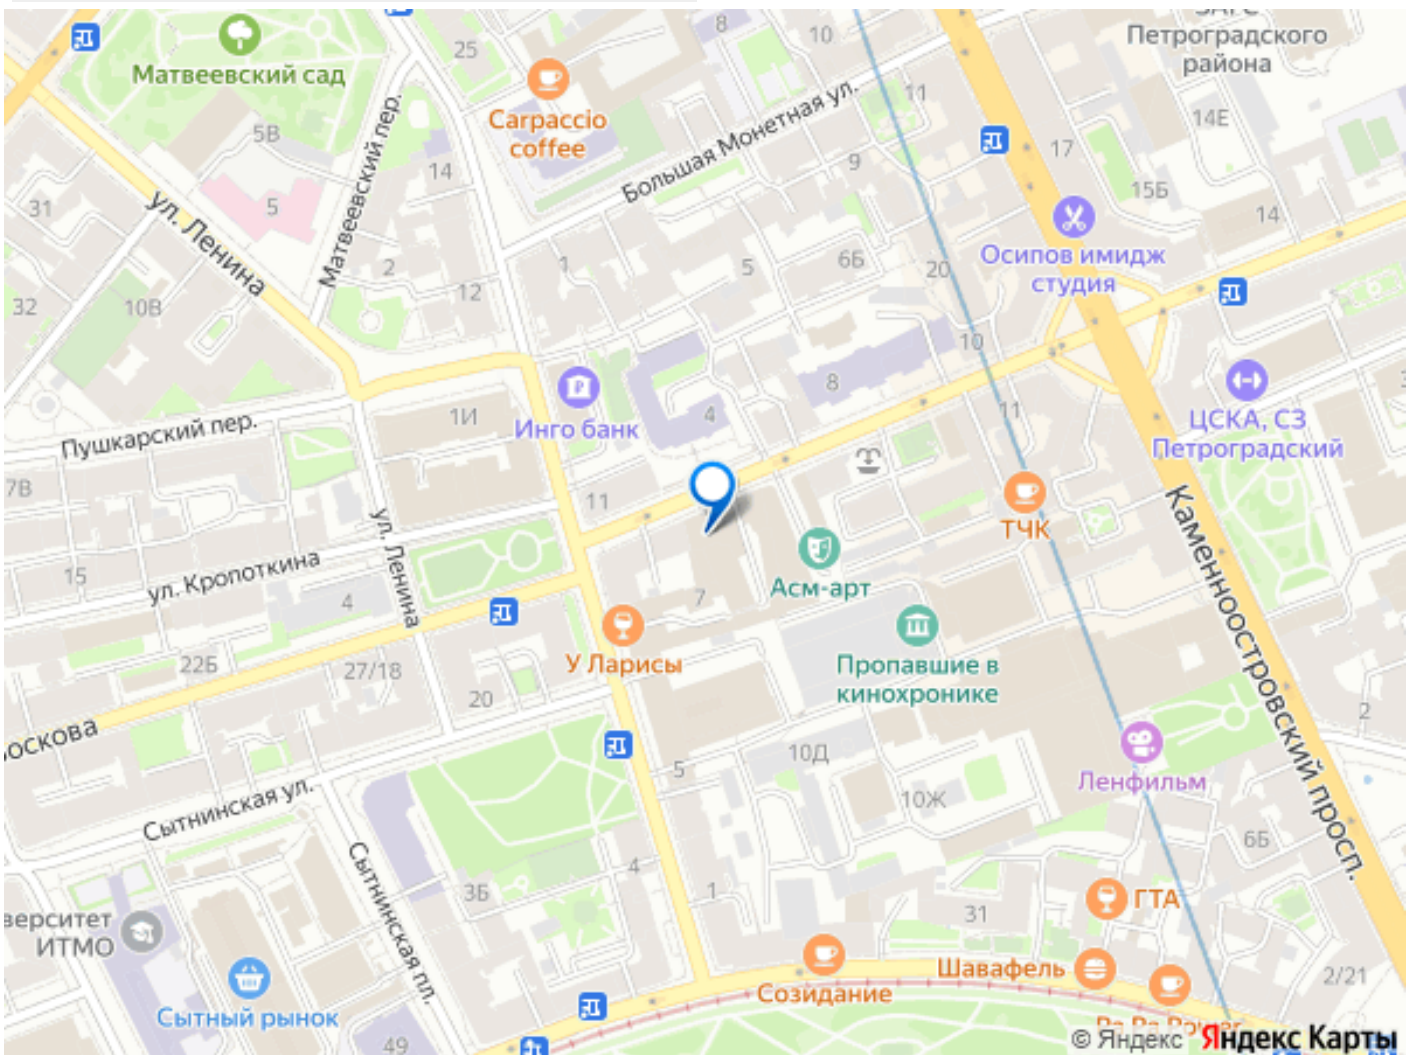 Петроградского
района
Матвеевский сад
25
8
10
Carpaccio
coffee
11
14Е
5В
14
Большая Монетная ул.
9
17
15Б
31
5
Матвеевский пер.
ул. Ленина
14
2
1
5
6Б
20
Осипов имидж
студия
32
10В
12
10
8
1И
Инго банк
4
11
ЦСКА, СЗ
Петроградский
Пушкарский пер.
7В
11
ТЧК
ул. Ленина
Каменноостровский просп.
15
ул. Кропоткина
4
Асм-арт
7
22Б
27/18
У Ларисы
Пропавшие в
кинохронике
20
2
5
10Д
Ленфильм
10Ж
Сытнинская ул.
6Б
4
3Б
1
ГТА
31
Сытнинская пл.
ИТМО
Шавафель
2/21
Созидание
Сытный рынок
49
© Яндекс Яндекс Карты